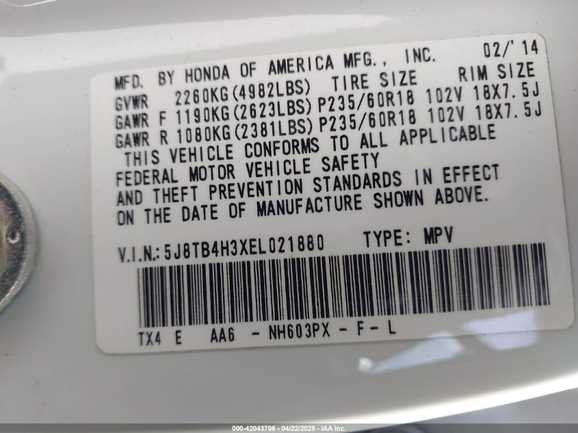 MFD. BY HONDA OF AMERICA MFG., INC. 02/'14
GVWR 2260KG(4982LBS) TIRE SIZE RIM SIZE
GAWR F 1190KG(2623LBS) P235/60R18 102V 18X7.5J
GAWR R 1080KG(2381LBS) P235/60R18 102V 18X7.5J
THIS VEHICLE CONFORMS TO ALL APPLICABLE
FEDERAL MOTOR VEHICLE SAFETY
AND THEFT PREVENTION STANDARDS IN EFFECT
ON THE DATE OF MANUFACTURE SHOWN ABOVE.
V.I.N.: 5J8TB4H3XEL021880 TYPE: MPV
TX4 E AA6 - NH603PX - F - L
000-42043798 - 04/22/2025 - IAA Inc.